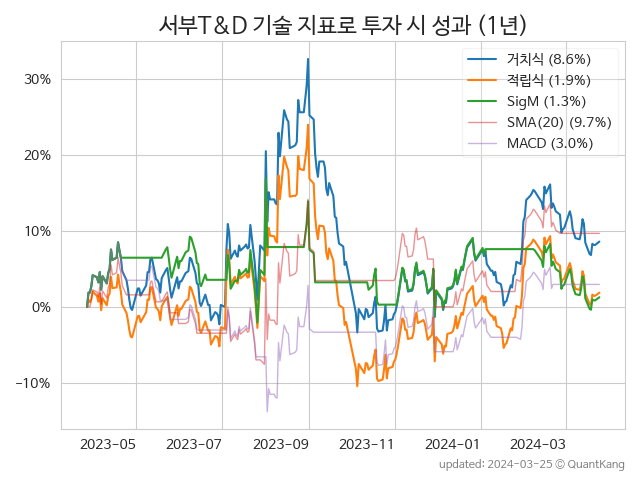 서부T&D 기술 지표로 투자 시 성과 (1년)
거치식 (8.6%)
적립식 (1.9%)
SigM (1.3%)
SMA(20) (9.7%)
MACD (3.0%)
30%
20%
10%
0%
−10%
2023-05 2023-07 2023-09 2023-11 2024-01 2024-03
updated: 2024-03-25 © QuantKang